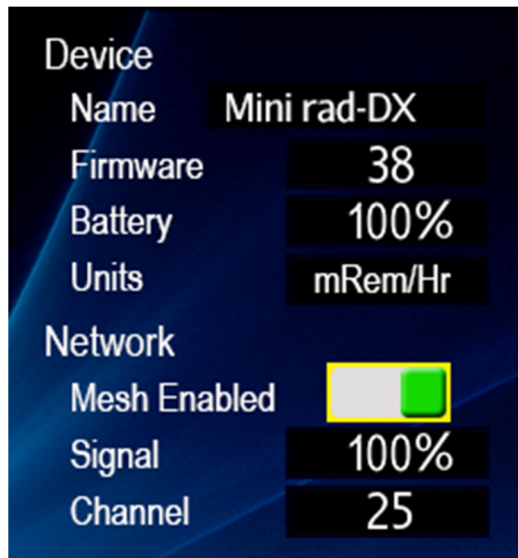 Device
Name Mini rad-DX
Firmware 38
Battery 100%
Units mRem/Hr
Network
Mesh Enabled
Signal 100%
Channel 25